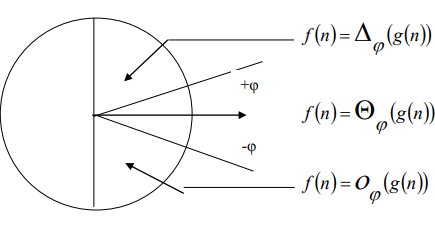 f(n) = Δ_φ(g(n))
+φ
f(n) = Θ_φ(g(n))
-φ
f(n) = o_φ(g(n))